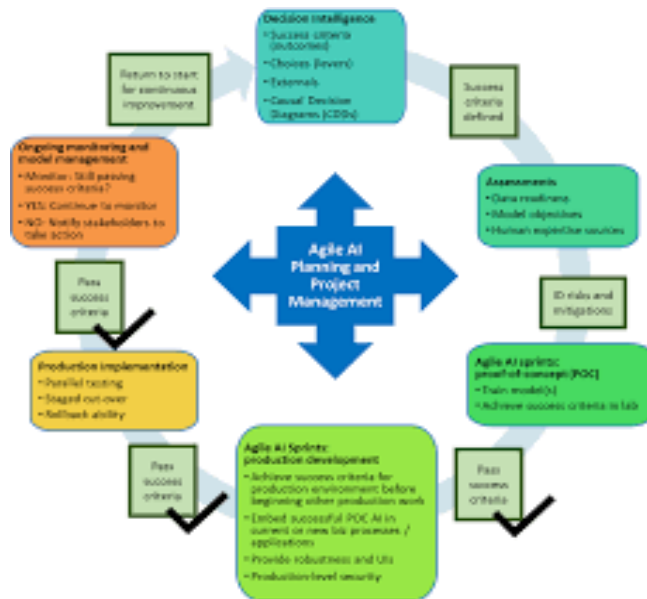 Decision Intelligence
• Success criteria
(outcomes)
• Choices (levers)
• Externals
• Causal Decision
Diagrams (CDDs)
Success
criteria
defined
Assessments
• Data readiness
• Model objectives
• Human expertise sources
ID risks and
mitigations
Agile AI sprints:
proof-of-concept (POC)
• Train model(s)
• Achieve success criteria in lab
Pass
success
criteria
Agile AI Sprints:
production development
• Achieve success criteria for
production environment before
beginning other production work
• Embed successful POC AI in
current or new biz processes /
applications
• Provide robustness and UIs
• Production-level security
Pass
success
criteria
Production implementation
• Parallel testing
• Staged cut-over
• Rollback ability
Pass
success
criteria
Ongoing monitoring and
model management
• Monitor: Still passing
success criteria?
• YES: Continue to monitor
• NO: Notify stakeholders to
take action
Return to start
for continuous
improvement
Agile AI
Planning and
Project
Management